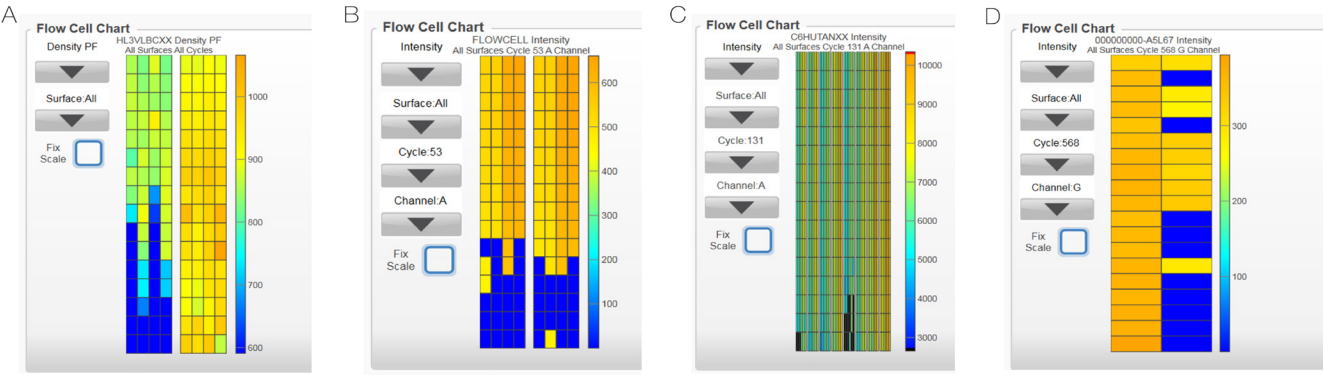 A
Flow Cell Chart
Density PF
HL3VLBCXX Density PF
All Surfaces All Cycles
Surface:All
Fix
Scale
1000
900
800
700
600
B
Flow Cell Chart
Intensity
FLOWCELL Intensity
All Surfaces Cycle 53 A Channel
Surface:All
Cycle:53
Channel:A
Fix
Scale
600
500
400
300
200
100
C
Flow Cell Chart
Intensity
C6HUTANXX Intensity
All Surfaces Cycle 131 A Channel
Surface:All
Cycle:131
Channel:A
Fix
Scale
10000
9000
8000
7000
6000
5000
4000
3000
D
Flow Cell Chart
Intensity
000000000-A5L67 Intensity
All Surfaces Cycle 568 G Channel
Surface:All
Cycle:568
Channel:G
Fix
Scale
300
200
100